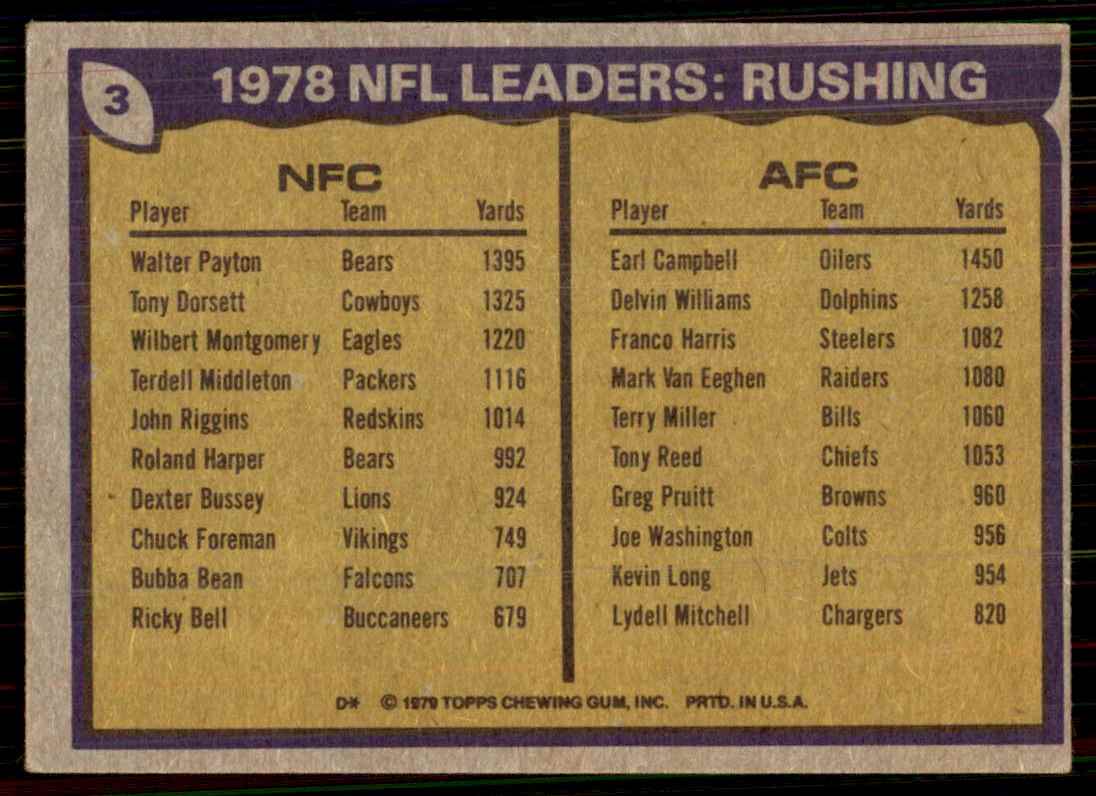 3
1978 NFL LEADERS: RUSHING
NFC
Player Team Yards
Walter Payton Bears 1395
Tony Dorsett Cowboys 1325
Wilbert Montgomery Eagles 1220
Terdell Middleton Packers 1116
John Riggins Redskins 1014
Roland Harper Bears 992
Dexter Bussey Lions 924
Chuck Foreman Vikings 749
Bubba Bean Falcons 707
Ricky Bell Buccaneers 679
AFC
Player Team Yards
Earl Campbell Oilers 1450
Delvin Williams Dolphins 1258
Franco Harris Steelers 1082
Mark Van Eeghen Raiders 1080
Terry Miller Bills 1060
Tony Reed Chiefs 1053
Greg Pruitt Browns 960
Joe Washington Colts 956
Kevin Long Jets 954
Lydell Mitchell Chargers 820
D* © 1979 TOPPS CHEWING GUM, INC. PRTD. IN U.S.A.